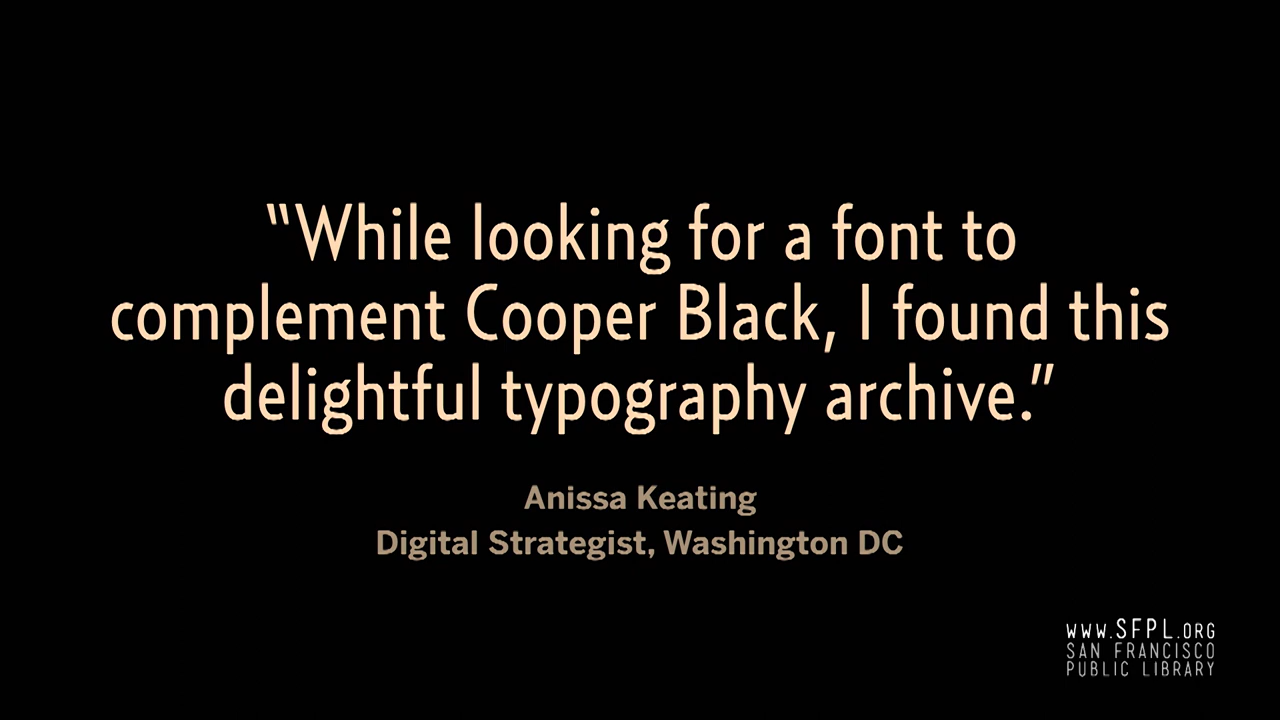 “While looking for a font to
complement Cooper Black, I found this
delightful typography archive.”
Anissa Keating
Digital Strategist, Washington DC
WWW.SFPL.ORG
SAN FRANCISCO
PUBLIC LIBRARY